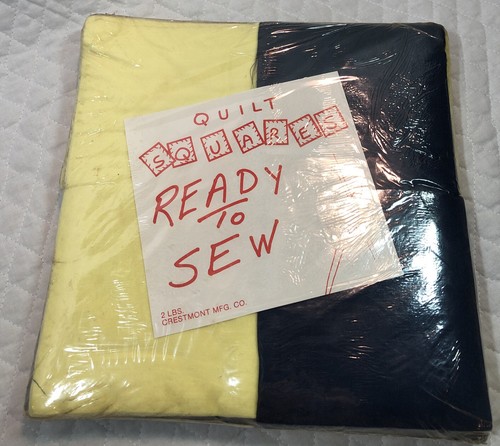 QUILT
SQUARES
READY
TO
SEW
2 LBS.
CRESTMONT MFG. CO.